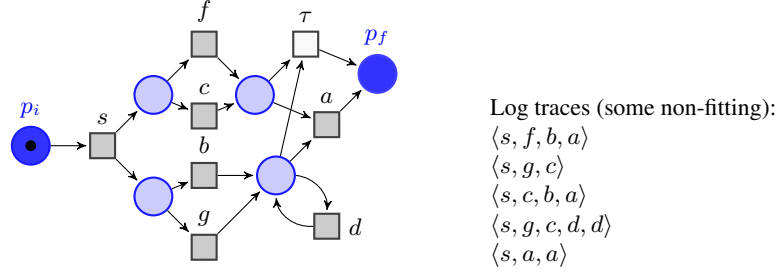 f
τ
p_f
c
a
p_i
s
b
g
d
Log traces (some non-fitting):
⟨s, f, b, a⟩
⟨s, g, c⟩
⟨s, c, b, a⟩
⟨s, g, c, d, d⟩
⟨s, a, a⟩